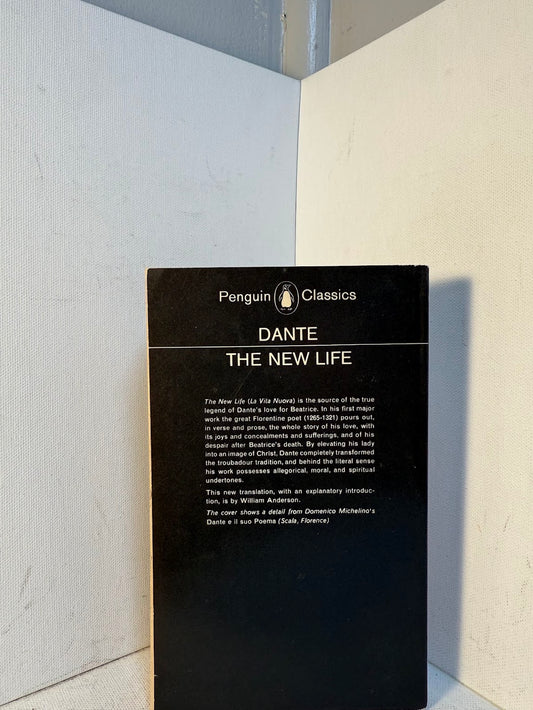 Penguin Classics
DANTE
THE NEW LIFE
The New Life (La Vita Nuova) is the source of the true
legend of Dante's love for Beatrice. In his first major
work the great Florentine poet (1265-1321) pours out,
in verse and prose, the whole story of his love, with
its joys and concealments and sufferings, and of his
despair after Beatrice's death. By elevating his lady
into an image of Christ, Dante completely transformed
the troubadour tradition, and behind the literal sense
his work possesses allegorical, moral, and spiritual
undertones.
This new translation, with an explanatory introduc-
tion, is by William Anderson.
The cover shows a detail from Domenico Michelino's
Dante e il suo Poema (Scala, Florence)